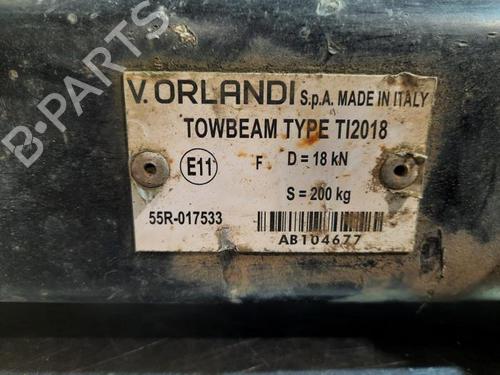 V. ORLANDI S.p.A. MADE IN ITALY
TOWBEAM TYPE TI2018
E11 F D = 18 kN
S = 200 kg
55R-017533
AB104677
B-PARTS